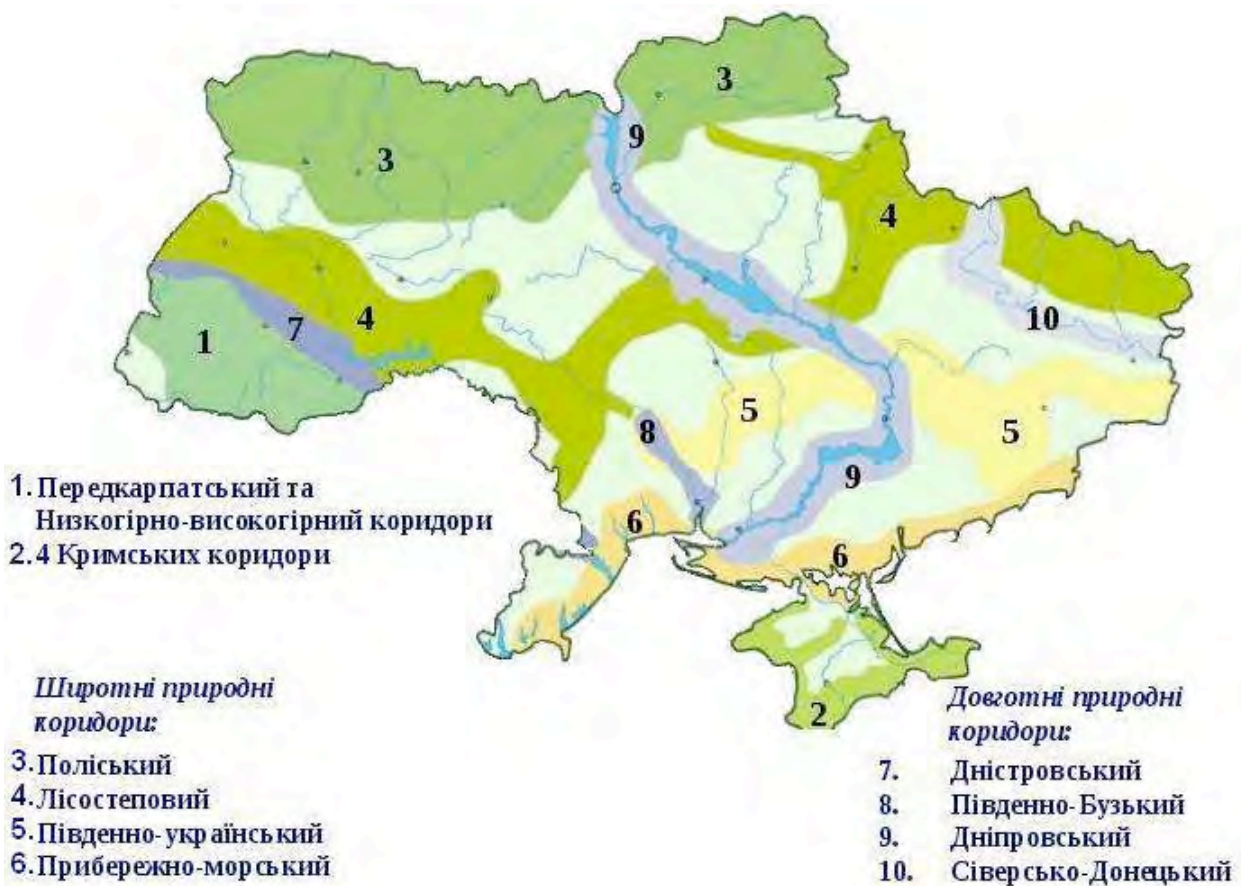 3
9
3
4
10
1
7
4
5
8
5
9
6
6
2
1. Передкарпатський та
Низкогірно-високогірний коридори
2. 4 Кримських коридори
Широтні природні
коридори:
3. Поліський
4. Лісостеповий
5. Південно-український
6. Прибережно-морський
Довготні природні
коридори:
7. Дністровський
8. Південно-Бузький
9. Дніпровський
10. Сіверсько-Донецький